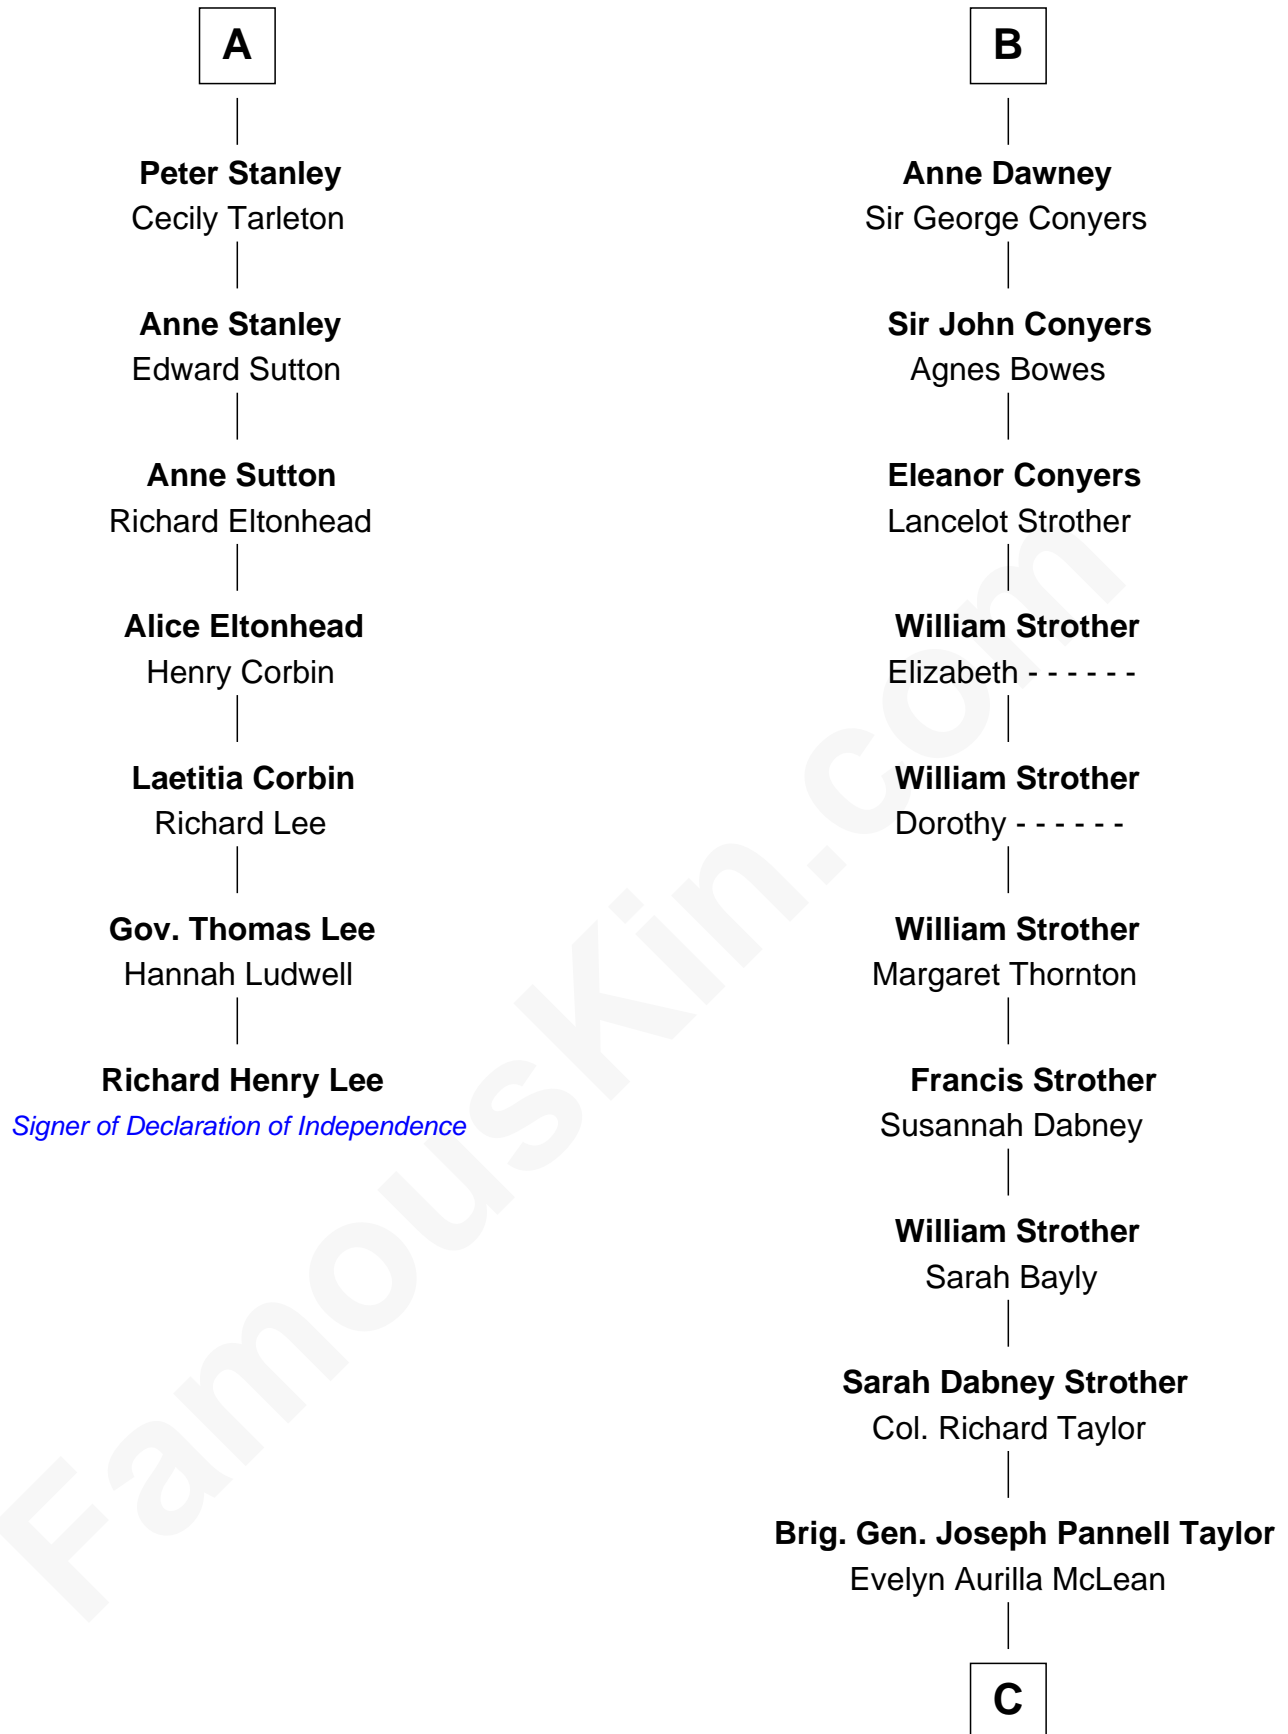 A
Peter Stanley
Cecily Tarleton
Anne Stanley
Edward Sutton
Anne Sutton
Richard Eltonhead
Alice Eltonhead
Henry Corbin
Laetitia Corbin
Richard Lee
Gov. Thomas Lee
Hannah Ludwell
Richard Henry Lee
Signer of Declaration of Independence
B
Anne Dawney
Sir George Conyers
Sir John Conyers
Agnes Bowes
Eleanor Conyers
Lancelot Strother
William Strother
Elizabeth - - - - - -
William Strother
Dorothy - - - - - -
William Strother
Margaret Thornton
Francis Strother
Susannah Dabney
William Strother
Sarah Bayly
Sarah Dabney Strother
Col. Richard Taylor
Brig. Gen. Joseph Pannell Taylor
Evelyn Aurilla McLean
C
FamousKin.com